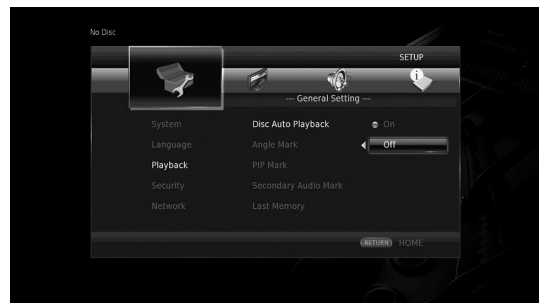 No Disc
SETUP
--- General Setting ---
System
Disc Auto Playback
On
Language
Angle Mark
Off
Playback
PIP Mark
Security
Secondary Audio Mark
Network
Last Memory
RETURN HOME